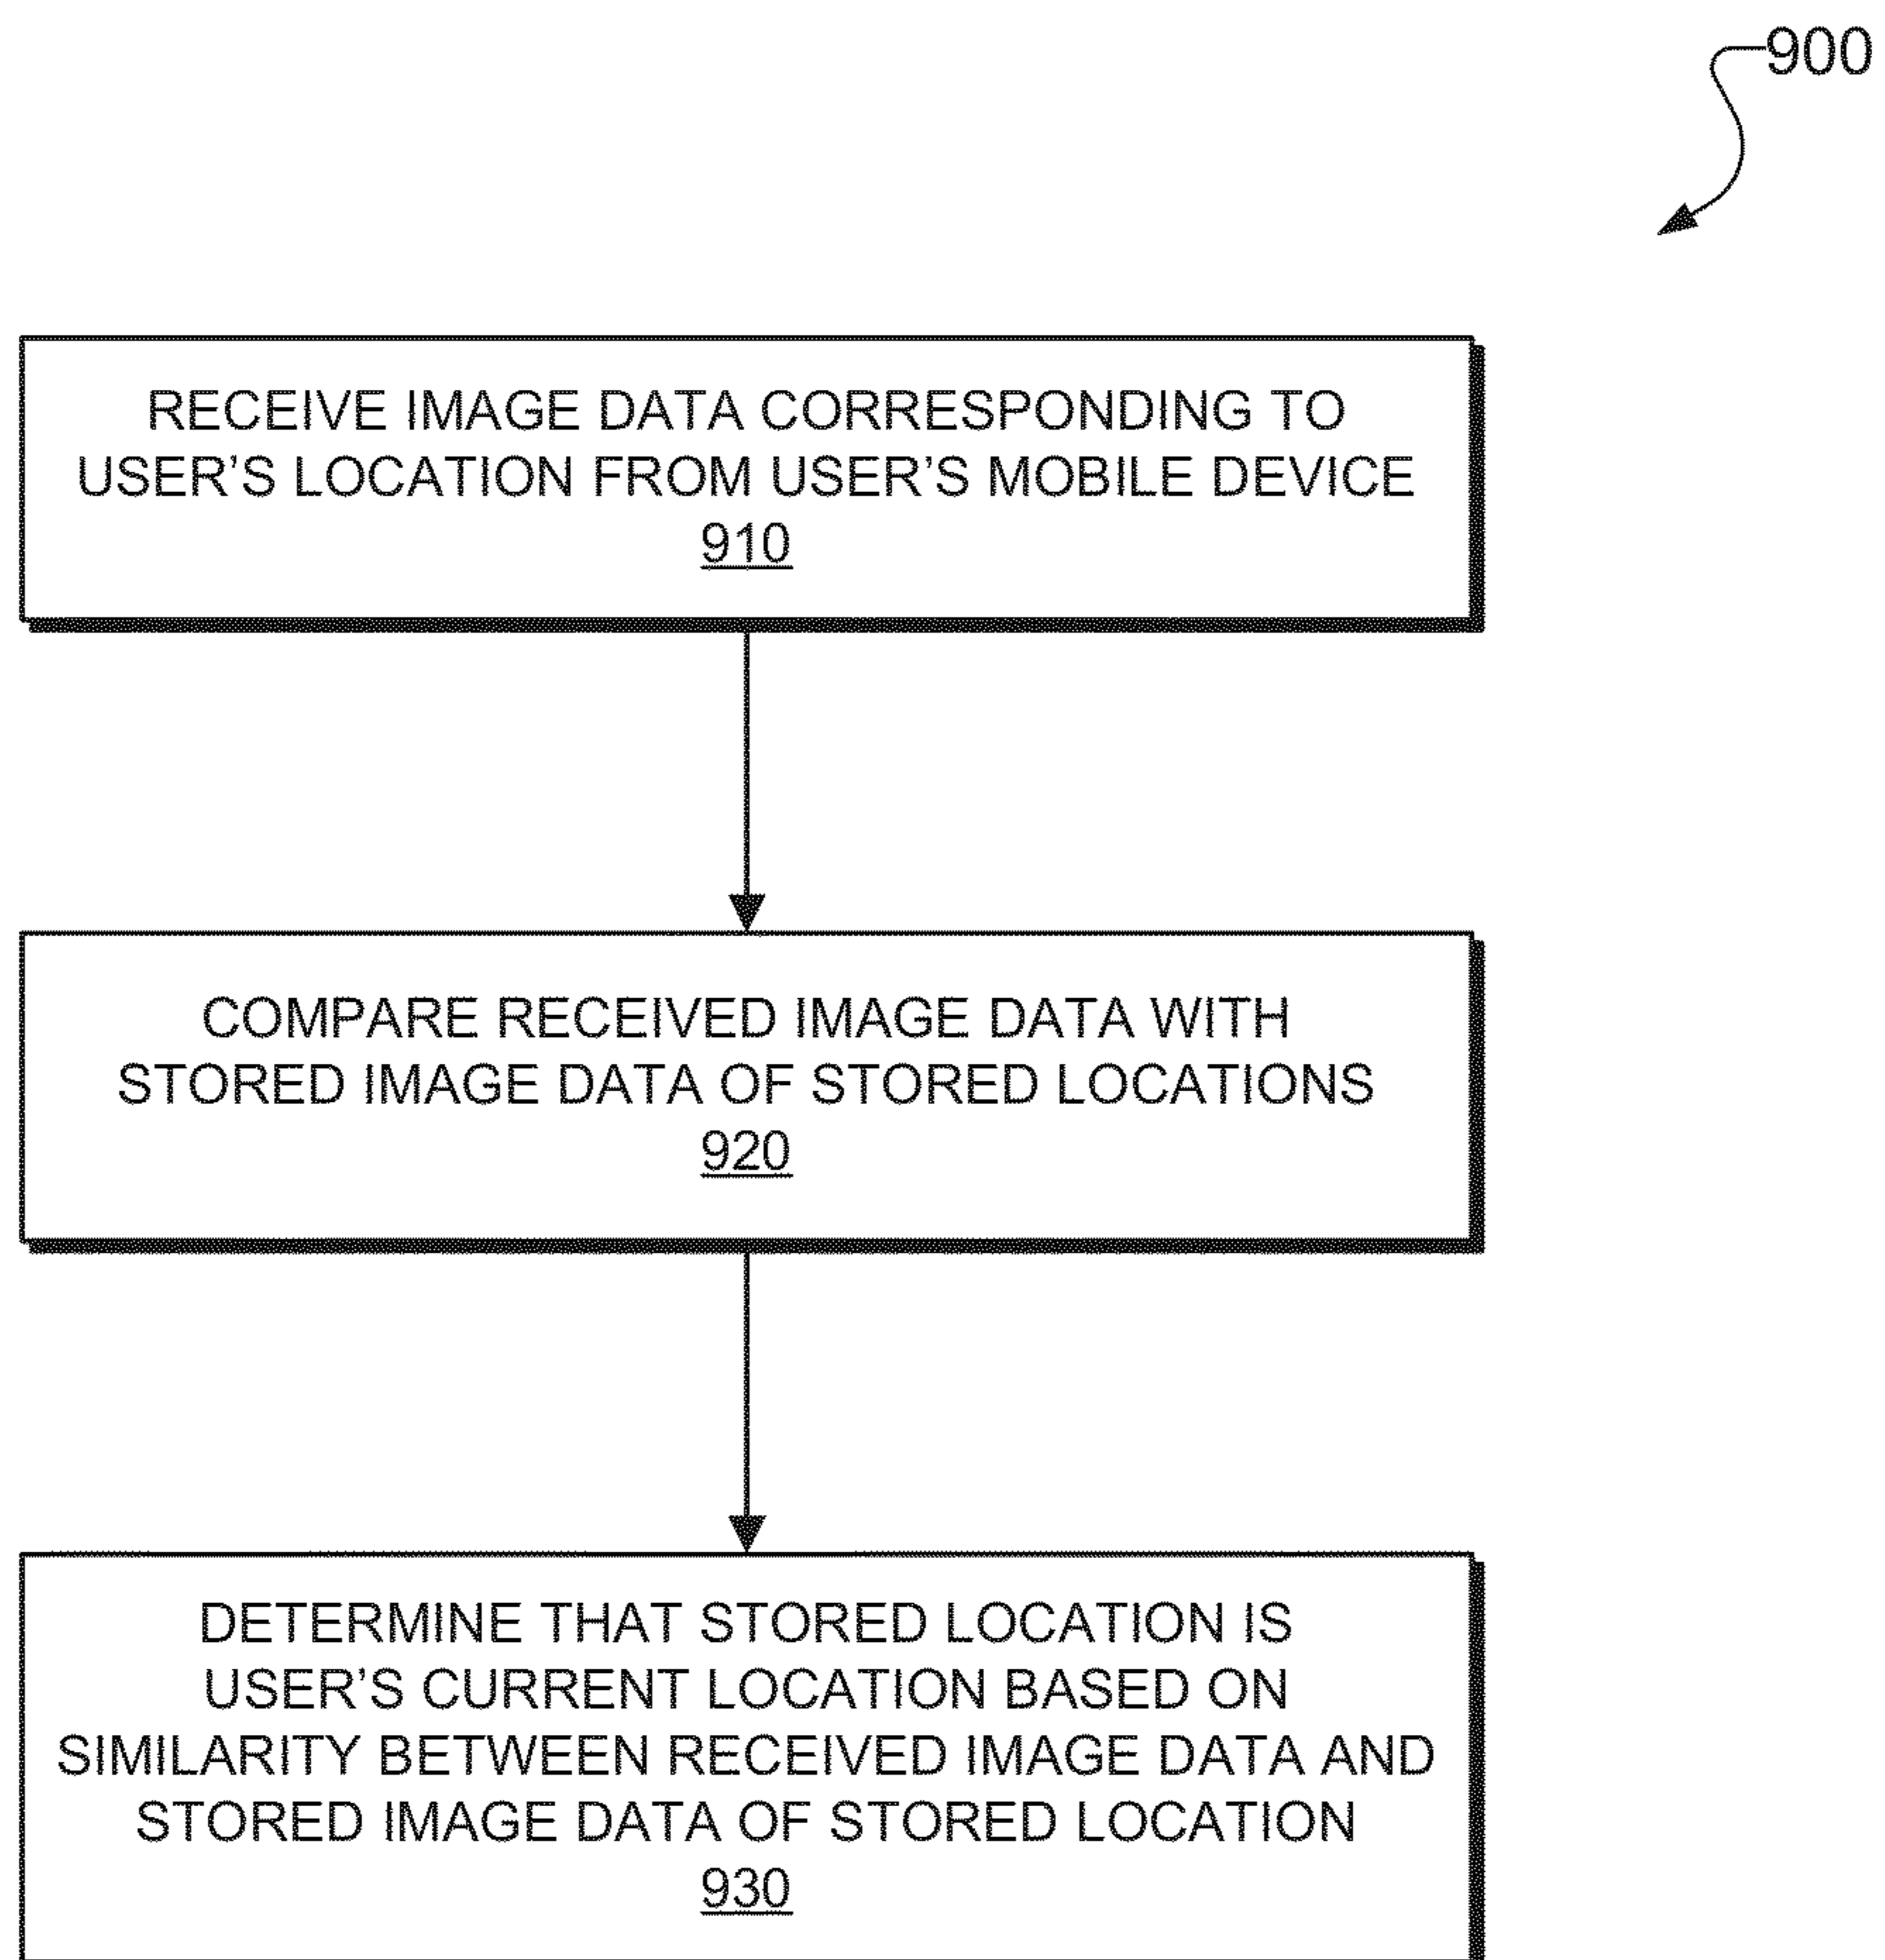 900
RECEIVE IMAGE DATA CORRESPONDING TO
USER'S LOCATION FROM USER'S MOBILE DEVICE
910
COMPARE RECEIVED IMAGE DATA WITH
STORED IMAGE DATA OF STORED LOCATIONS
920
DETERMINE THAT STORED LOCATION IS
USER'S CURRENT LOCATION BASED ON
SIMILARITY BETWEEN RECEIVED IMAGE DATA AND
STORED IMAGE DATA OF STORED LOCATION
930